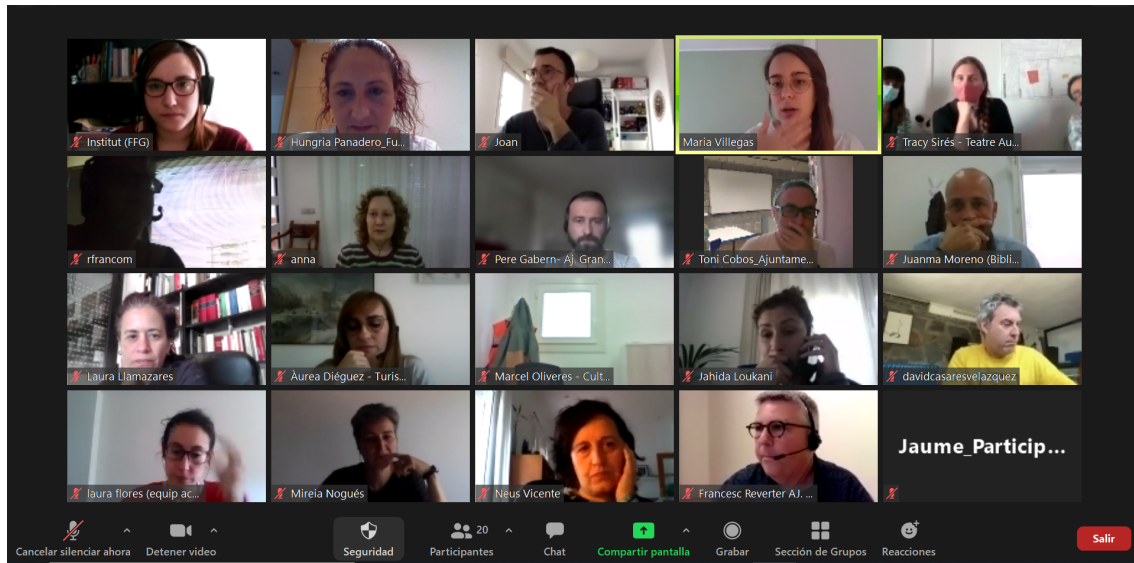 Institut (FFG)
Hungria Panadero_Fu...
Joan
Maria Villegas
Tracy Sirés - Teatre Au...
rfrancom
anna
Pere Gabern- Aj. Gran...
Toni Cobos_Ajuntame...
Juanma Moreno (Bibli...
Laura Llamazares
Àurea Diéguez - Turis...
Marcel Oliveres - Cult...
Jahida Loukani
davidcasaresvelazquez
laura flores (equip ac...
Mireia Nogués
Neus Vicente
Francesc Reverter AJ. ...
Jaume_Particip...
Cancelar silenciar ahora
Detener video
Seguridad
Participantes
20
Chat
Compartir pantalla
Grabar
Sección de Grupos
Reacciones
Salir